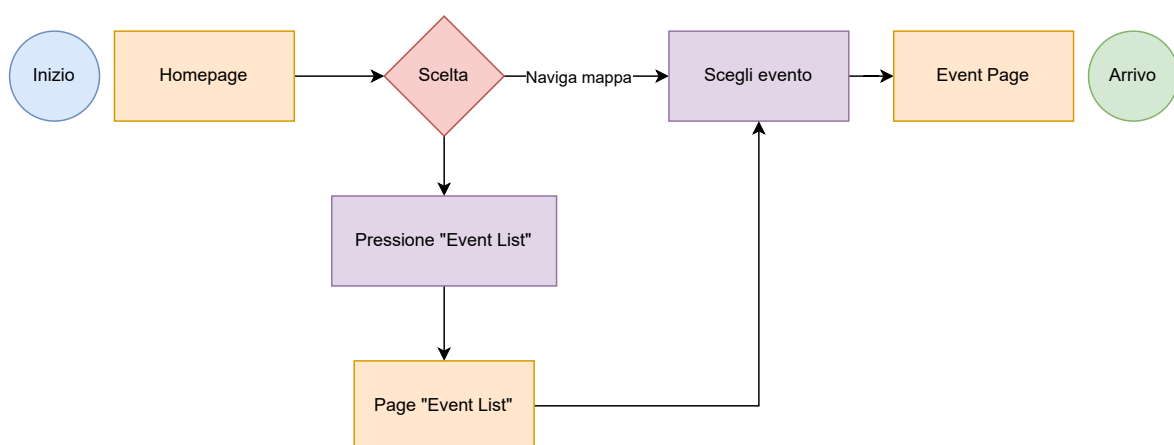 Inizio
Homepage
Scelta
Naviga mappa
Scegli evento
Event Page
Arrivo
Pressione "Event List"
Page "Event List"